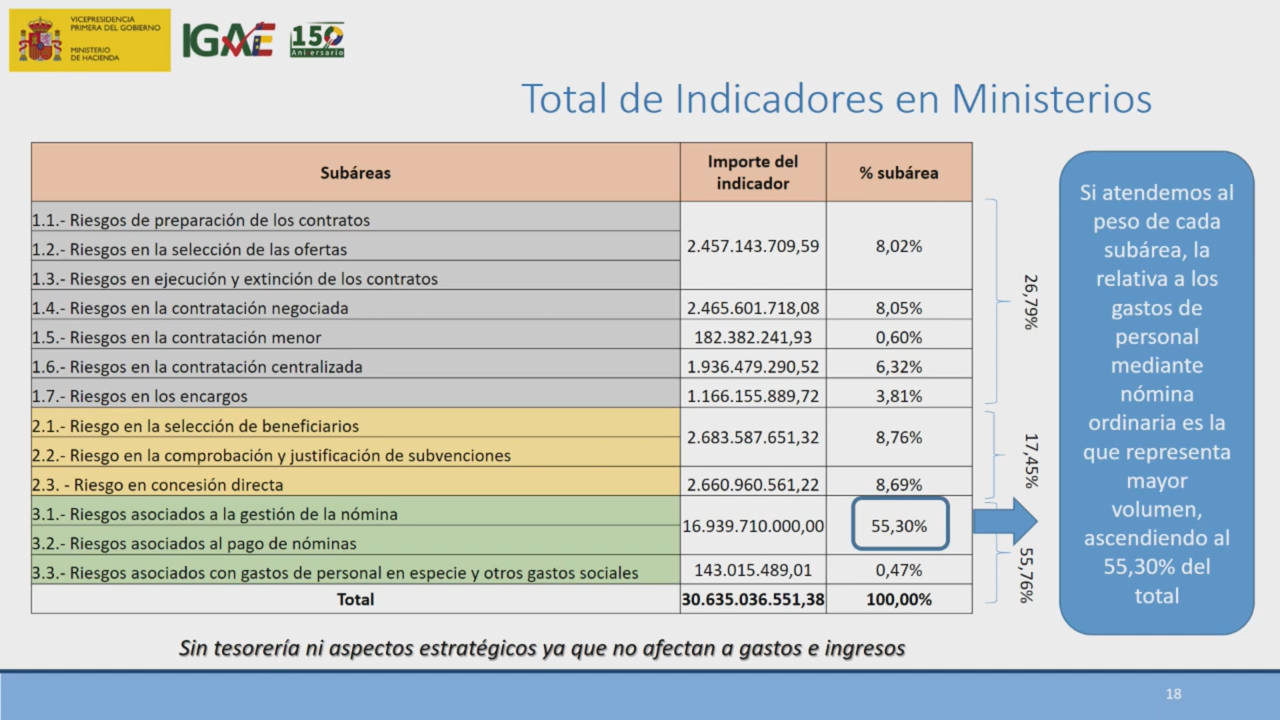 VICEPRESIDENCIA
PRIMERA DEL GOBIERNO
MINISTERIO
DE HACIENDA
IGAE
150
Aniversario
Total de Indicadores en Ministerios
Subáreas
Importe del
indicador
% subárea
1.1.- Riesgos de preparación de los contratos
1.2.- Riesgos en la selección de las ofertas
1.3.- Riesgos en ejecución y extinción de los contratos
2.457.143.709,59
8,02%
1.4.- Riesgos en la contratación negociada
2.465.601.718,08
8,05%
1.5.- Riesgos en la contratación menor
182.382.241,93
0,60%
1.6.- Riesgos en la contratación centralizada
1.936.479.290,52
6,32%
1.7.- Riesgos en los encargos
1.166.155.889,72
3,81%
2.1.- Riesgo en la selección de beneficiarios
2.2.- Riesgo en la comprobación y justificación de subvenciones
2.683.587.651,32
8,76%
2.3. - Riesgo en concesión directa
2.660.960.561,22
8,69%
3.1.- Riesgos asociados a la gestión de la nómina
3.2.- Riesgos asociados al pago de nóminas
16.939.710.000,00
55,30%
3.3.- Riesgos asociados con gastos de personal en especie y otros gastos sociales
143.015.489,01
0,47%
Total
30.635.036.551,38
100,00%
26,79%
17,45%
55,76%
Si atendemos al
peso de cada
subárea, la
relativa a los
gastos de
personal
mediante
nómina
ordinaria es la
que representa
mayor
volumen,
ascendiendo al
55,30% del
total
Sin tesorería ni aspectos estratégicos ya que no afectan a gastos e ingresos
18